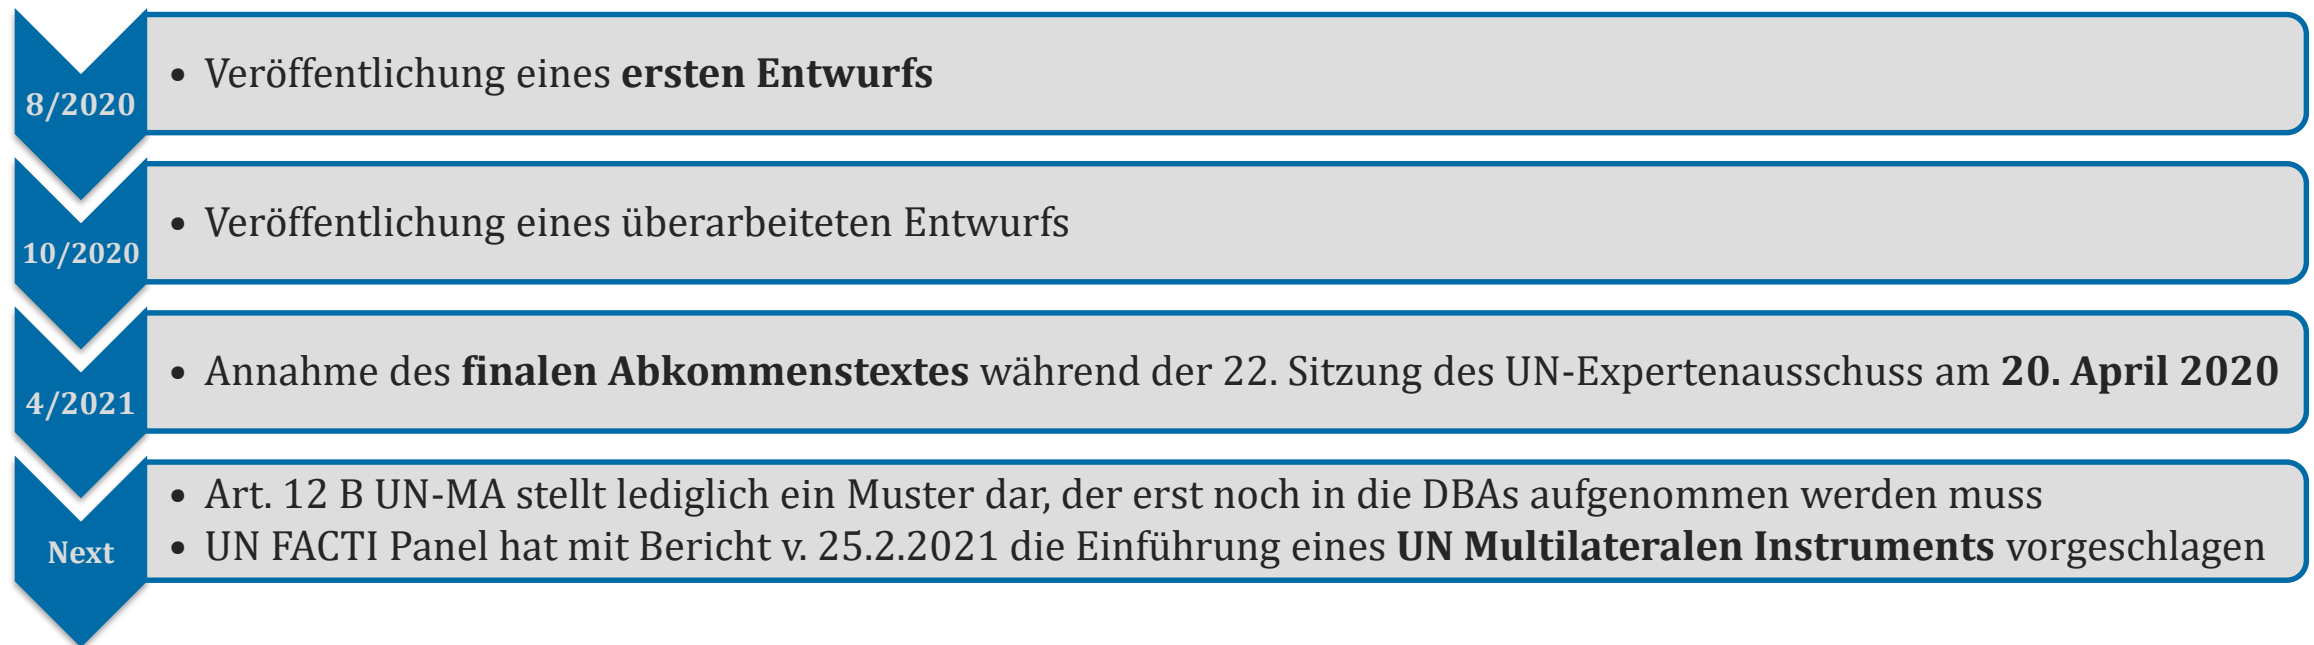 8/2020
• Veröffentlichung eines ersten Entwurfs
10/2020
• Veröffentlichung eines überarbeiteten Entwurfs
4/2021
• Annahme des finalen Abkommenstextes während der 22. Sitzung des UN-Expertenausschuss am 20. April 2020
Next
• Art. 12 B UN-MA stellt lediglich ein Muster dar, der erst noch in die DBAs aufgenommen werden muss
• UN FACTI Panel hat mit Bericht v. 25.2.2021 die Einführung eines UN Multilateralen Instruments vorgeschlagen